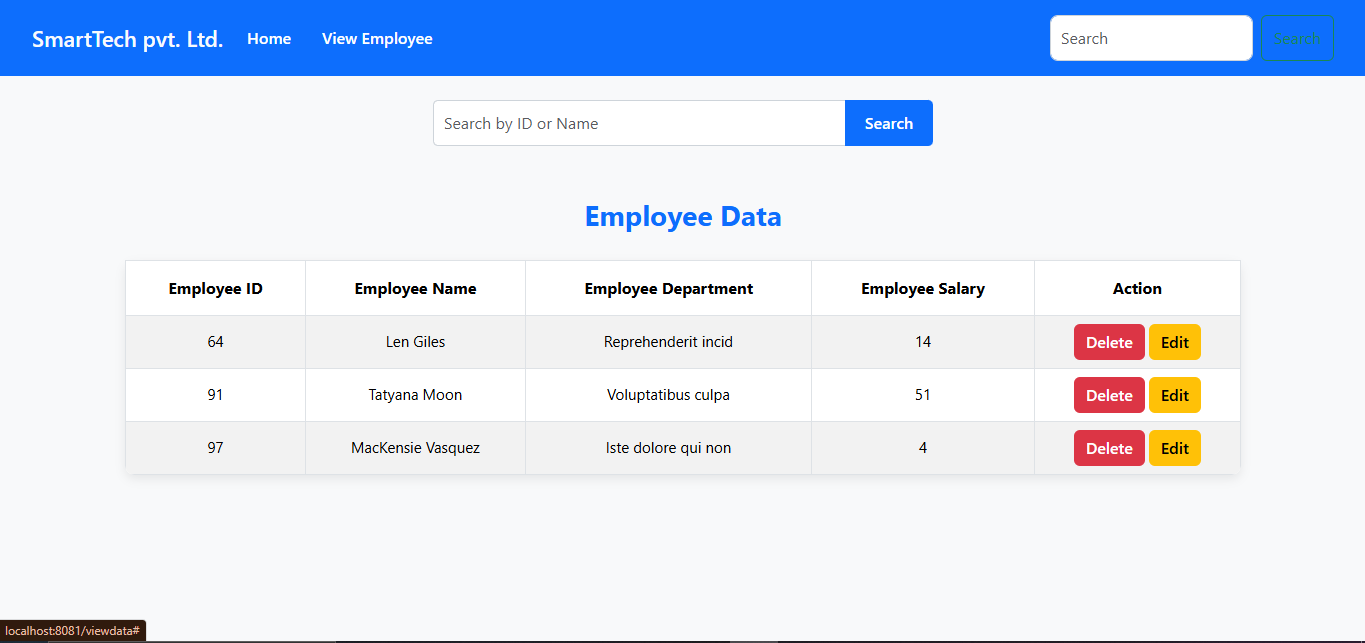 SmartTech pvt. Ltd. Home View Employee Search Search
Search by ID or Name Search
Employee Data
Employee ID Employee Name Employee Department Employee Salary Action
64 Len Giles Reprehenderit incid 14 Delete Edit
91 Tatyana Moon Voluptatibus culpa 51 Delete Edit
97 MacKensie Vasquez Iste dolore qui non 4 Delete Edit
localhost:8081/viewdata#